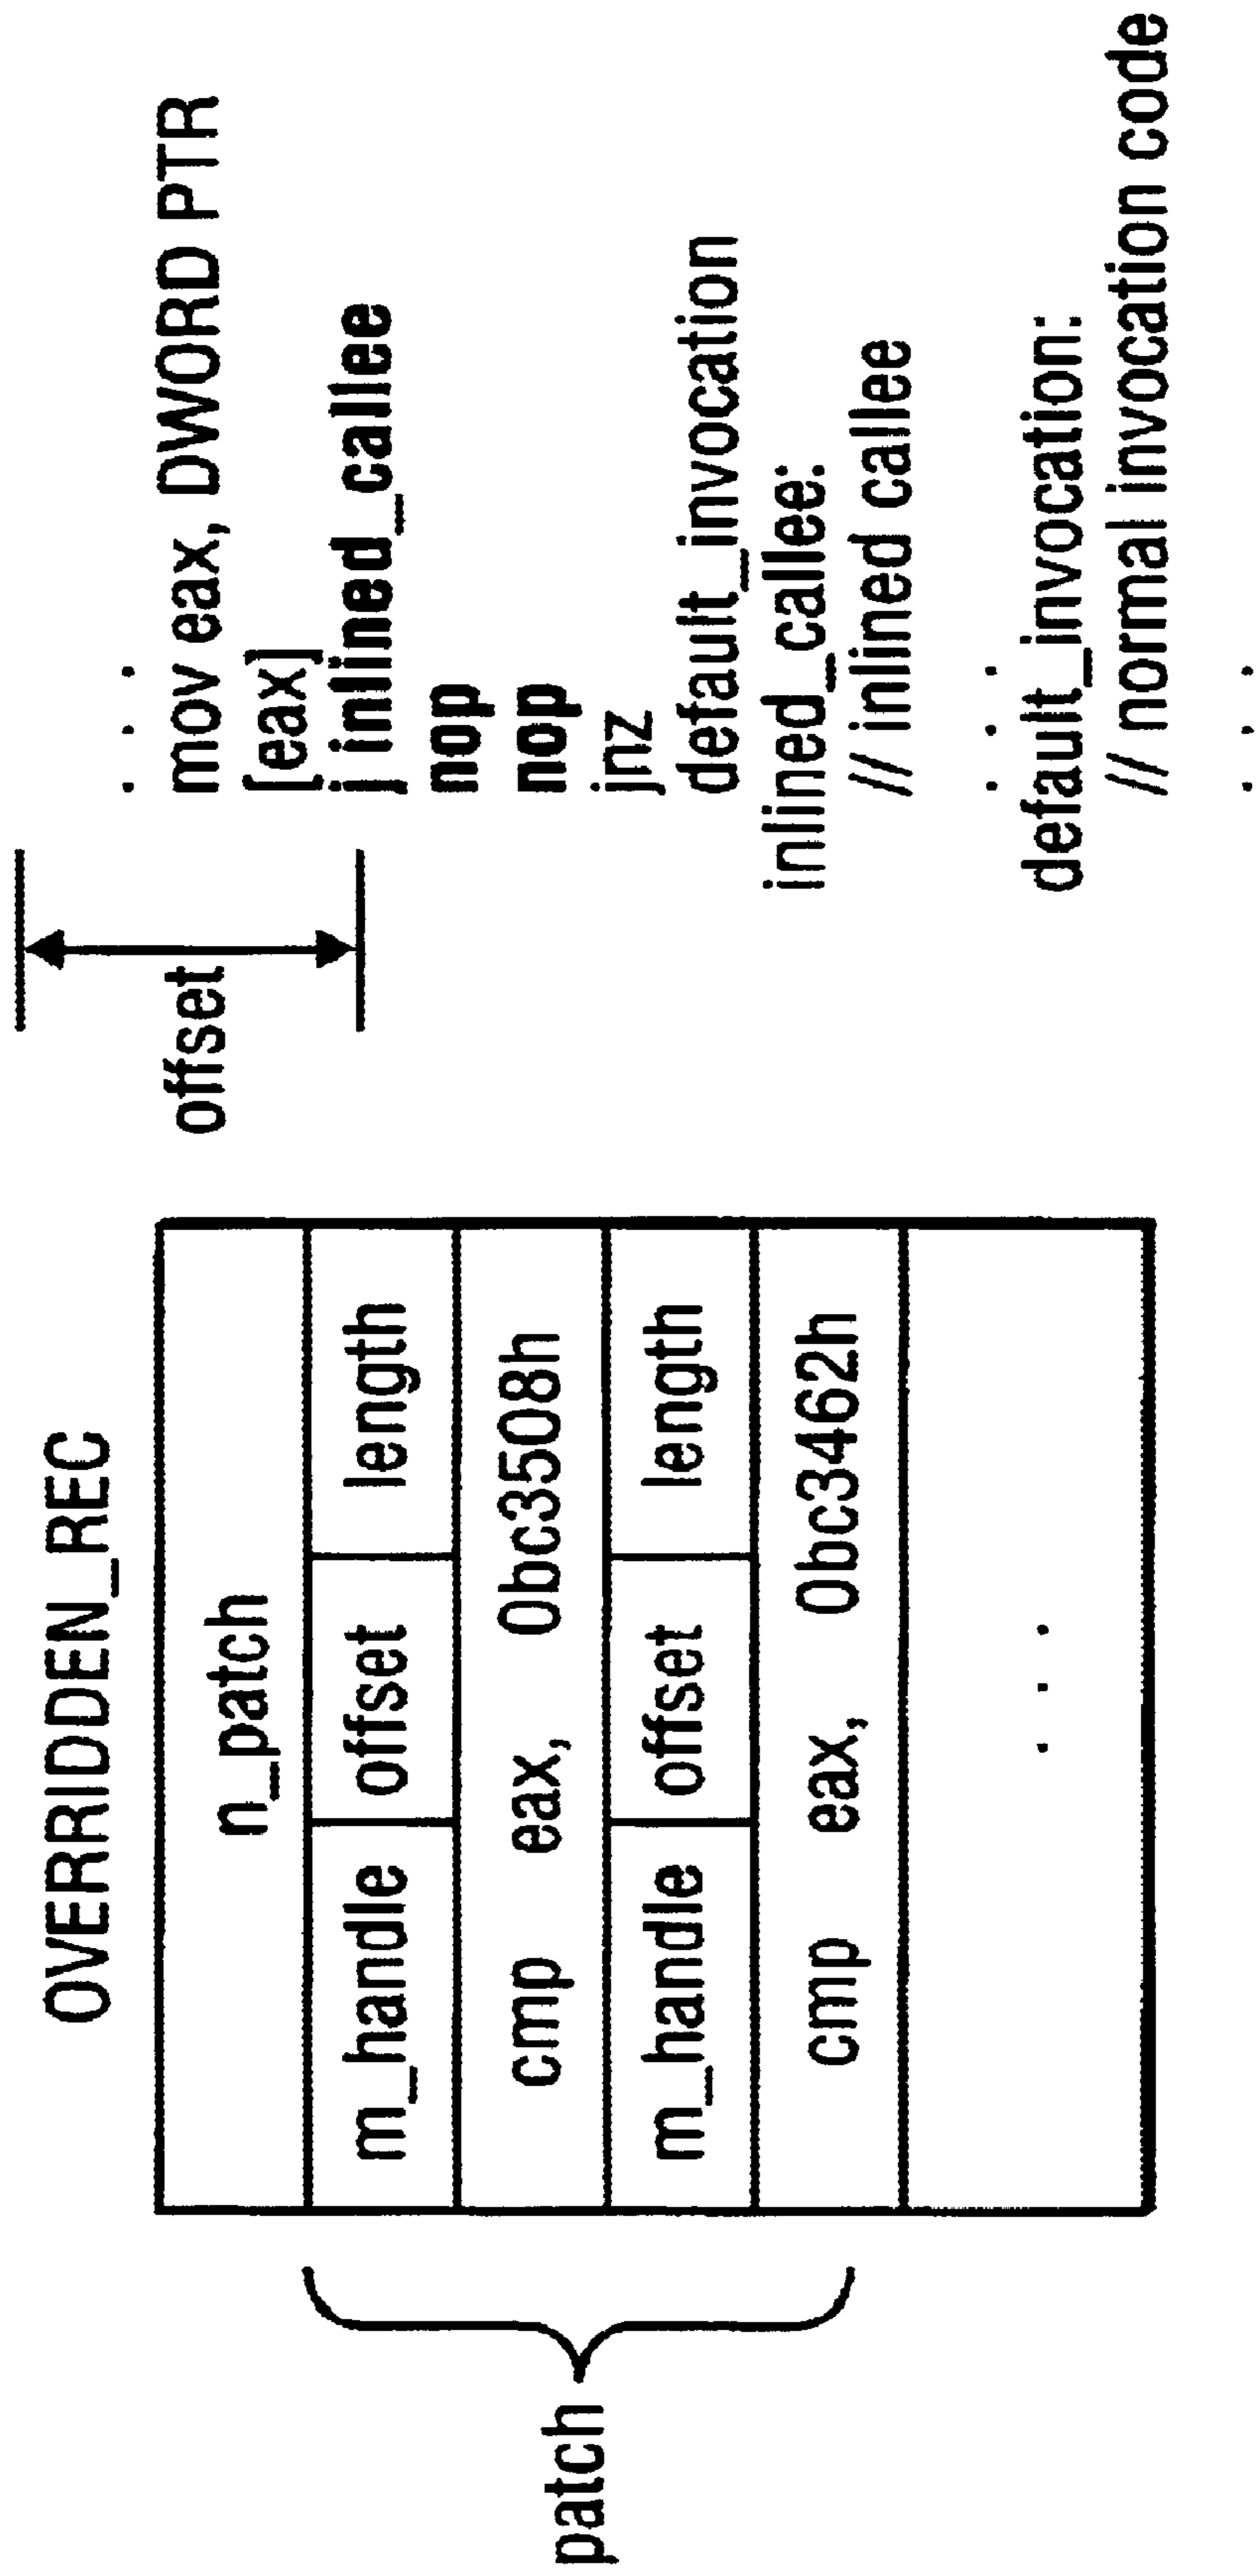 OVERRIDDEN_REC
n_patch
m_handle offset length
cmp eax, 0bc3508h
m_handle offset length
cmp eax, 0bc3462h
. . .
patch
offset
. . .
mov eax, DWORD PTR
[eax]
j inlined_callee
nop
nop
jnz
default_invocation
inlined_callee:
// inlined callee
. . .
default_invocation:
// normal invocation code
. . .